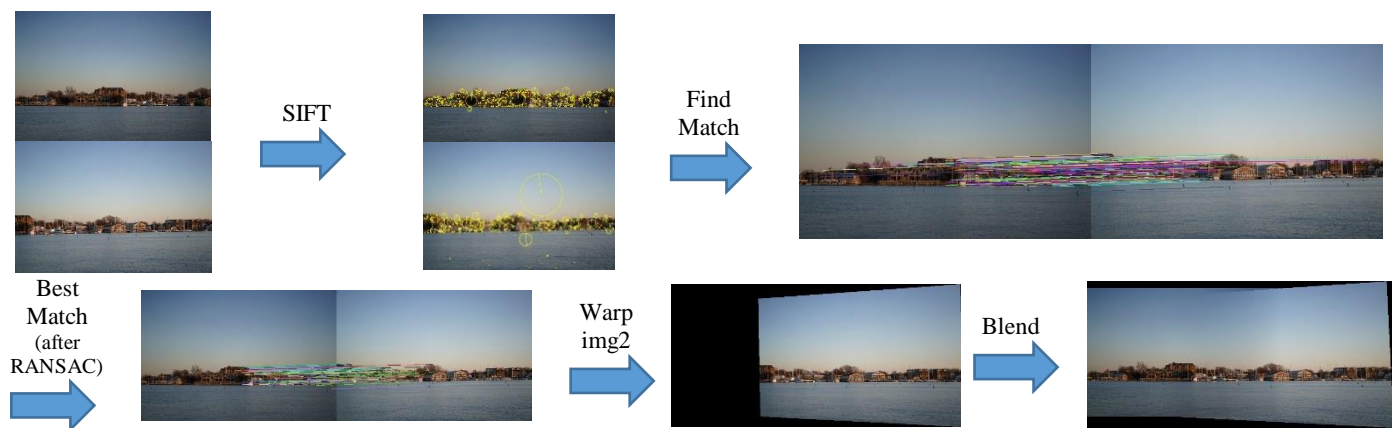 SIFT
Find
Match
Best
Match
(after
RANSAC)
Warp
img2
Blend